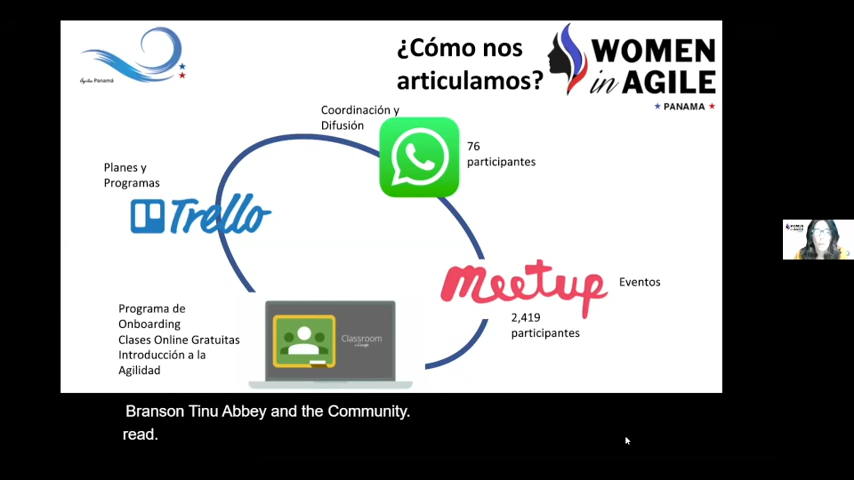 ¿Cómo nos
articulamos?
WOMEN
in AGILE
PANAMA
Agiles Panamá
Coordinación y
Difusión
76
participantes
Planes y
Programas
Trello
meetup
Eventos
2,419
participantes
Programa de
Onboarding
Clases Online Gratuitas
Introducción a la
Agilidad
Classroom
Branson Tinu Abbey and the Community.
read.